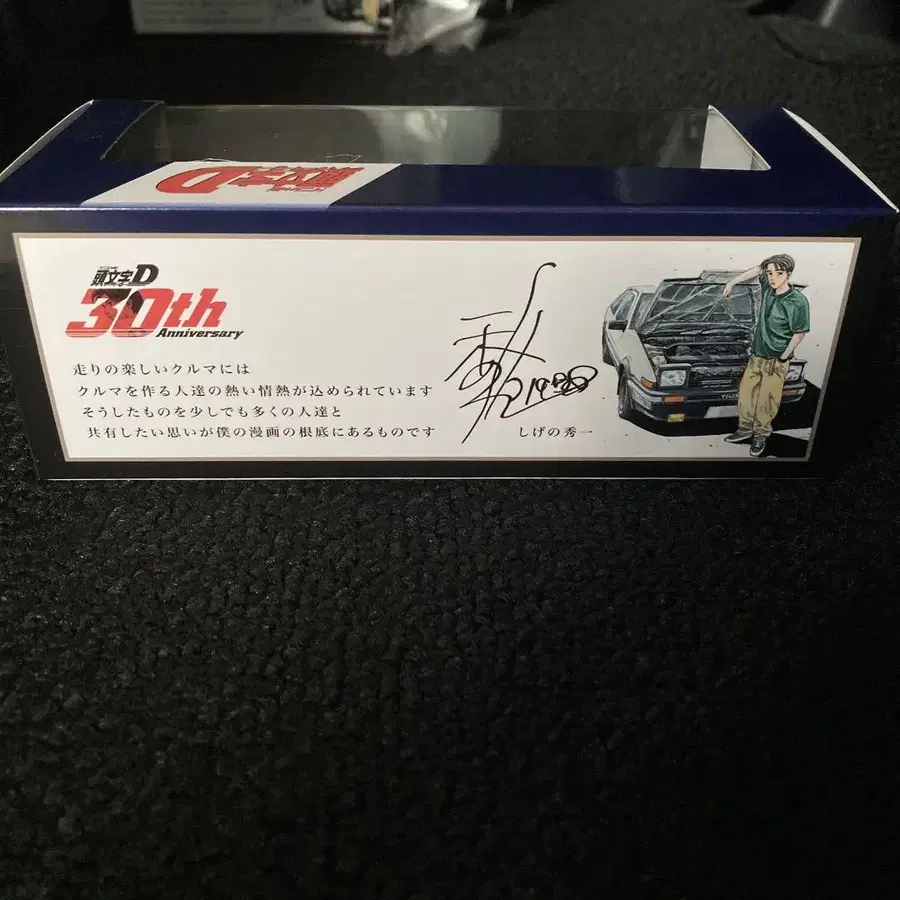 頭文字D
頭文字D
30th
Anniversary
走りの楽しいクルマには
クルマを作る人達の熱い情熱が込められています
そうしたものを少しでも多くの人達と
共有したい思いが僕の漫画の根底にあるものです
しげの秀一